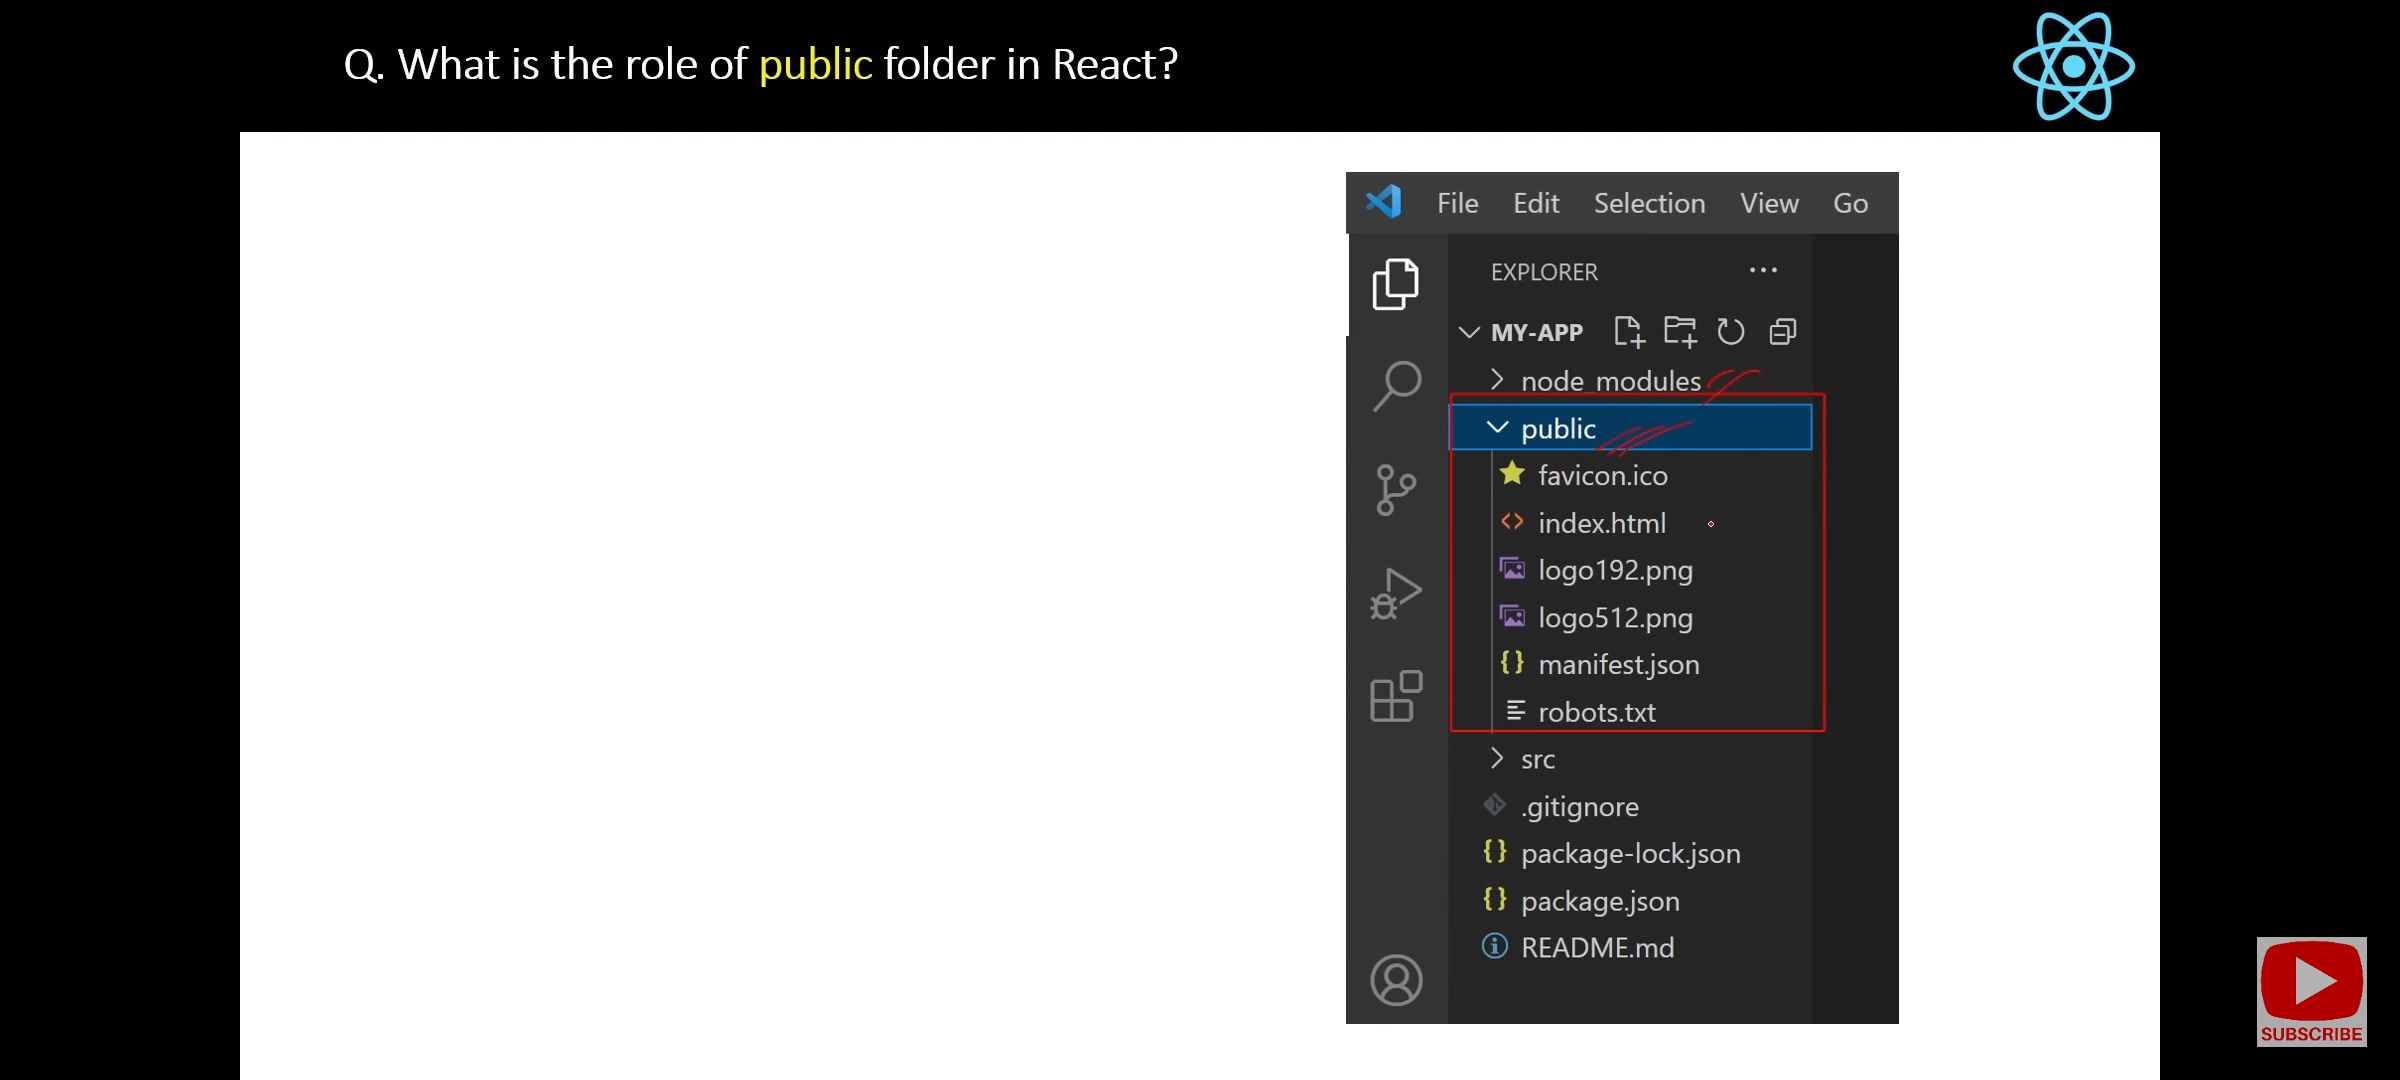 Q. What is the role of public folder in React?
File Edit Selection View Go
EXPLORER
MY-APP
node_modules
public
favicon.ico
index.html
logo192.png
logo512.png
manifest.json
robots.txt
src
.gitignore
package-lock.json
package.json
README.md
SUBSCRIBE